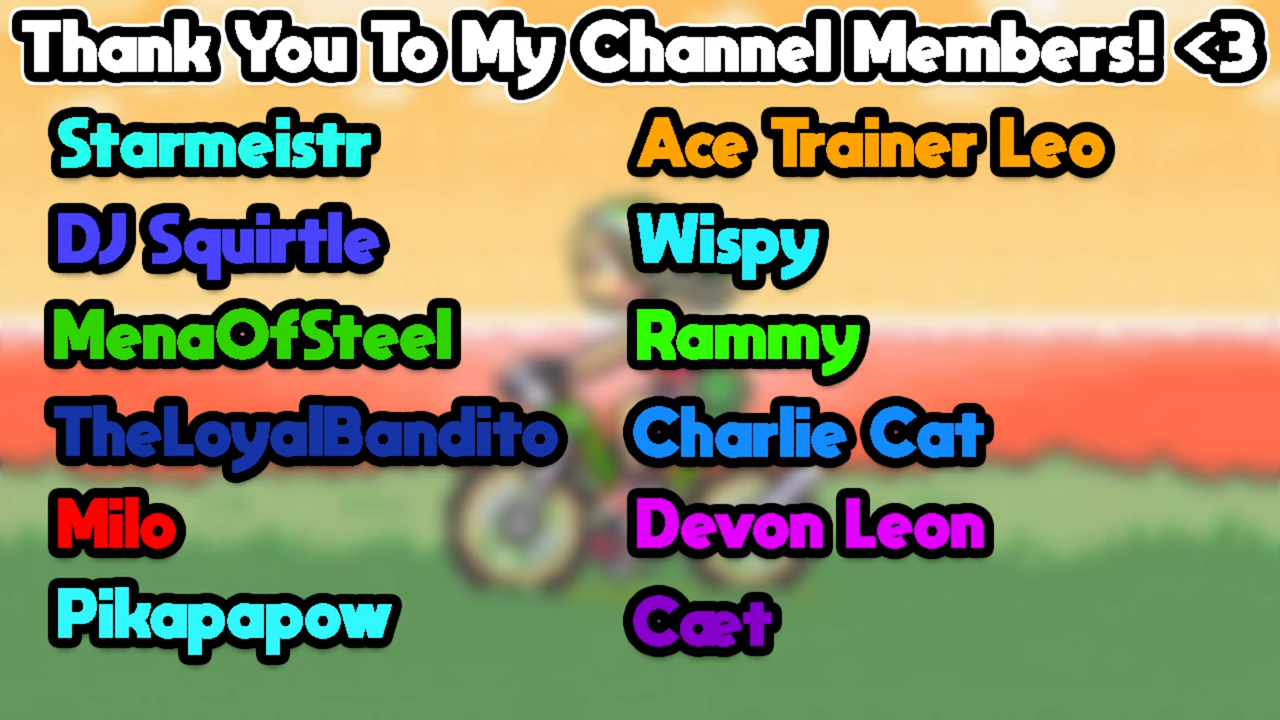 Thank You To My Channel Members! <3
Starmeistr
DJ Squirtle
MenaOfSteel
TheLoyalBandito
Milo
Pikapapow
Ace Trainer Leo
Wispy
Rammy
Charlie Cat
Devon Leon
Cæt